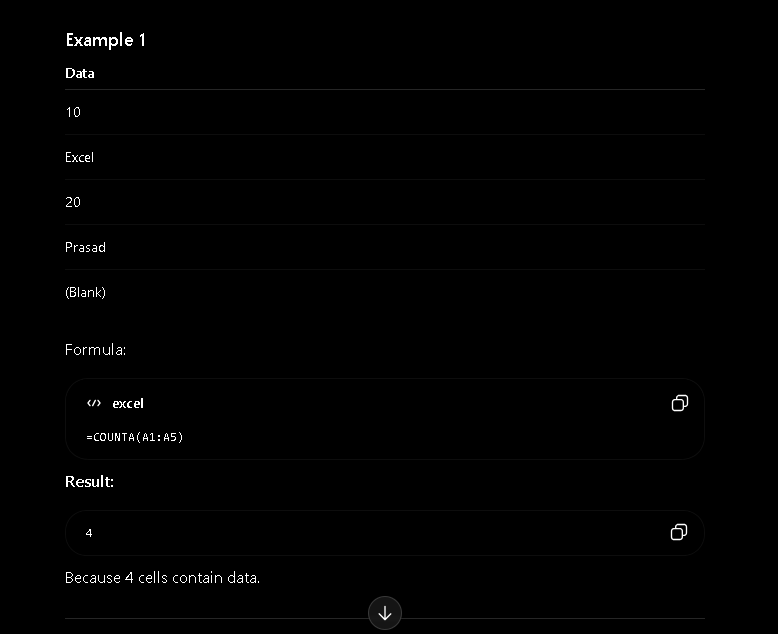 Example 1
Data
10
Excel
20
Prasad
(Blank)
Formula:
excel
=COUNTA(A1:A5)
Result:
4
Because 4 cells contain data.